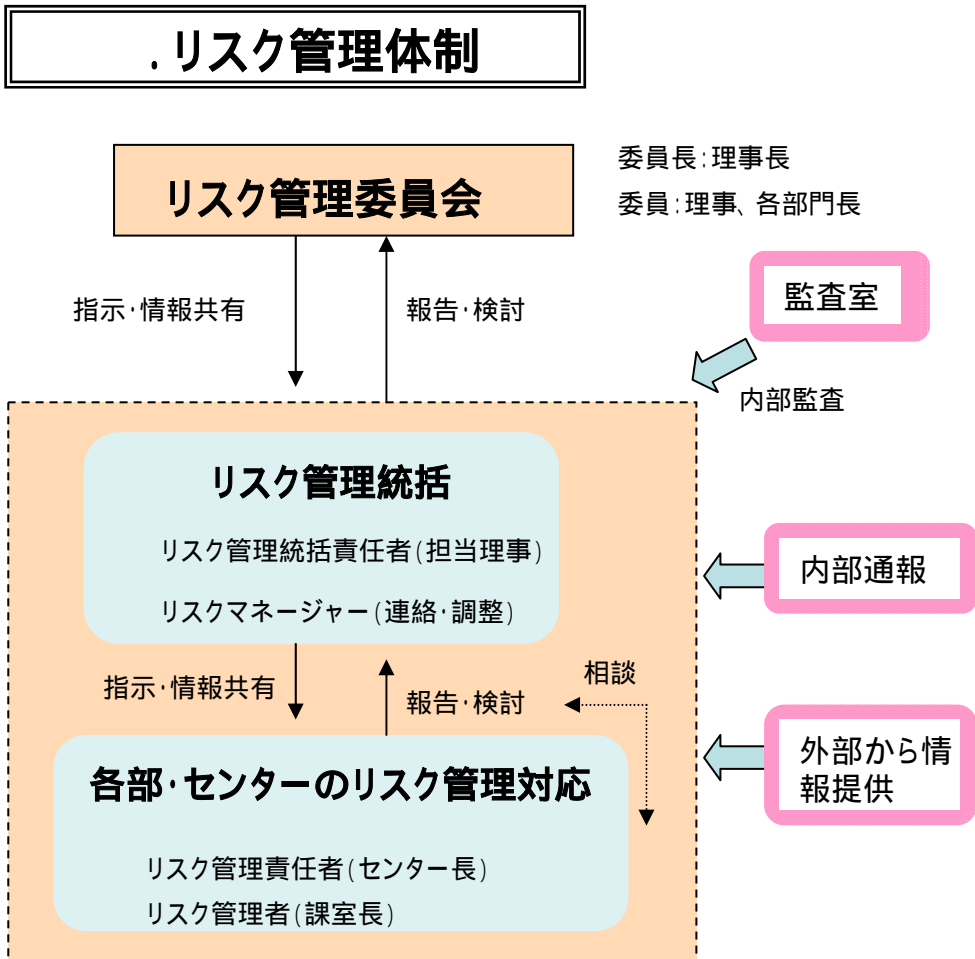 .リスク管理体制
リスク管理委員会
委員長:理事長
委員:理事、各部門長
監査室
指示・情報共有
報告・検討
内部監査
リスク管理統括
リスク管理統括責任者(担当理事)
リスクマネージャー(連絡・調整)
内部通報
指示・情報共有
報告・検討
相談
外部から情
報提供
各部・センターのリスク管理対応
リスク管理責任者(センター長)
リスク管理者(課室長)